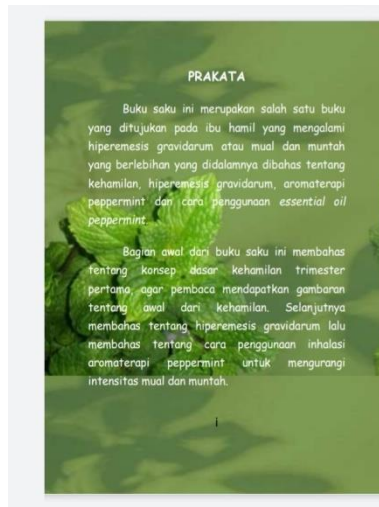 PRAKATA
Buku saku ini merupakan salah satu buku
yang ditujukan pada ibu hamil yang mengalami
hiperemesis gravidarum atau mual dan muntah
yang berlebihan yang didalamnya dibahas tentang
kehamilan, hiperemesis gravidarum, aromaterapi
peppermint dan cara penggunaan essential oil
peppermint.
Bagian awal dari buku saku ini membahas
tentang konsep dasar kehamilan trimester
pertama, agar pembaca mendapatkan gambaran
tentang awal dari kehamilan. Selanjutnya
membahas tentang hiperemesis gravidarum lalu
membahas tentang cara penggunaan inhalasi
aromaterapi peppermint untuk mengurangi
intensitas mual dan muntah.
i